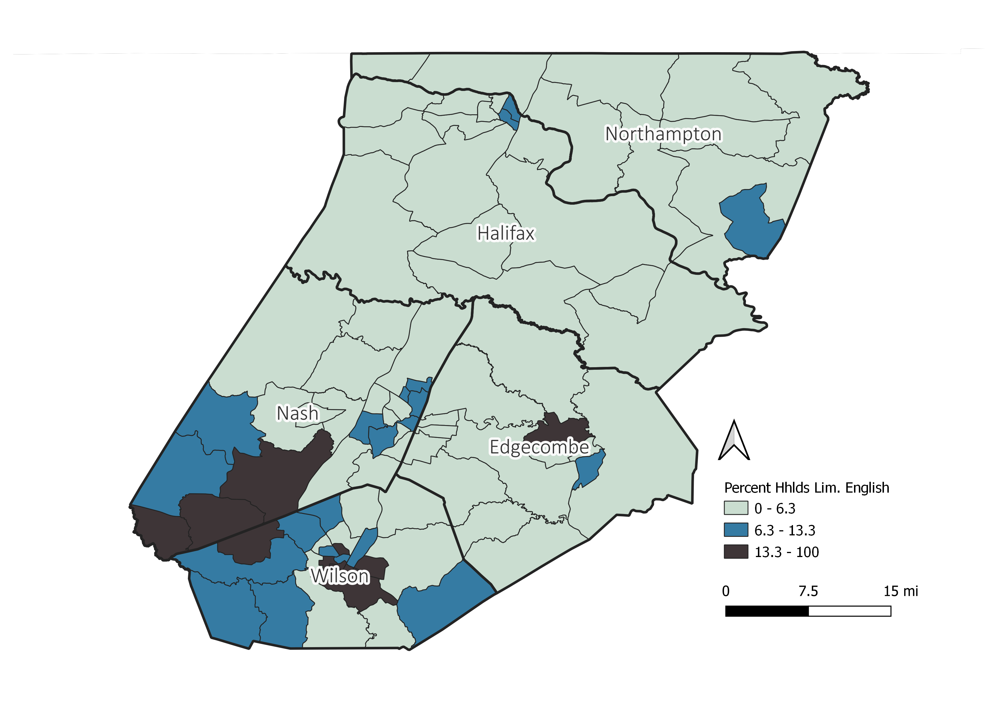 Northampton
Halifax
Nash
Edgecombe
Wilson
Percent Hhlds Lim. English
0 - 6.3
6.3 - 13.3
13.3 - 100
0 7.5 15 mi